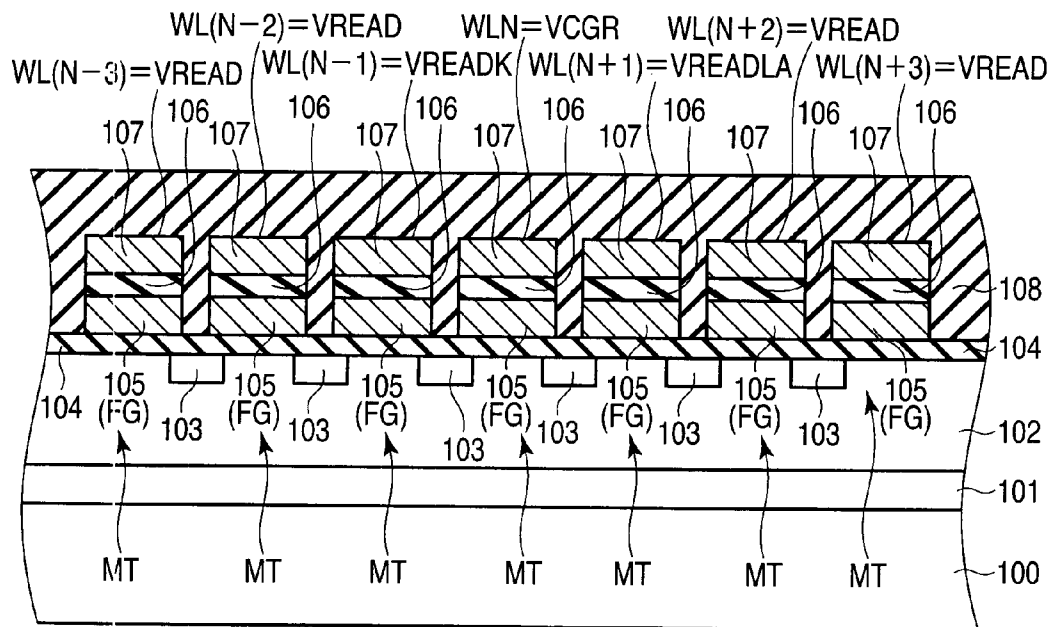 WL(N−2)=VREAD WLN=VCGR WL(N+2)=VREAD
WL(N−3)=VREAD WL(N−1)=VREADK WL(N+1)=VREADLA WL(N+3)=VREAD
107 106 107 106 107 106 107 106 107 106 107 106 107 106
108
104
104 105 (FG) 103 105 (FG) 103 105 (FG) 103 105 (FG) 103 105 (FG) 103 105 (FG) 103 105 (FG)
102
101
MT MT MT MT MT MT MT 100